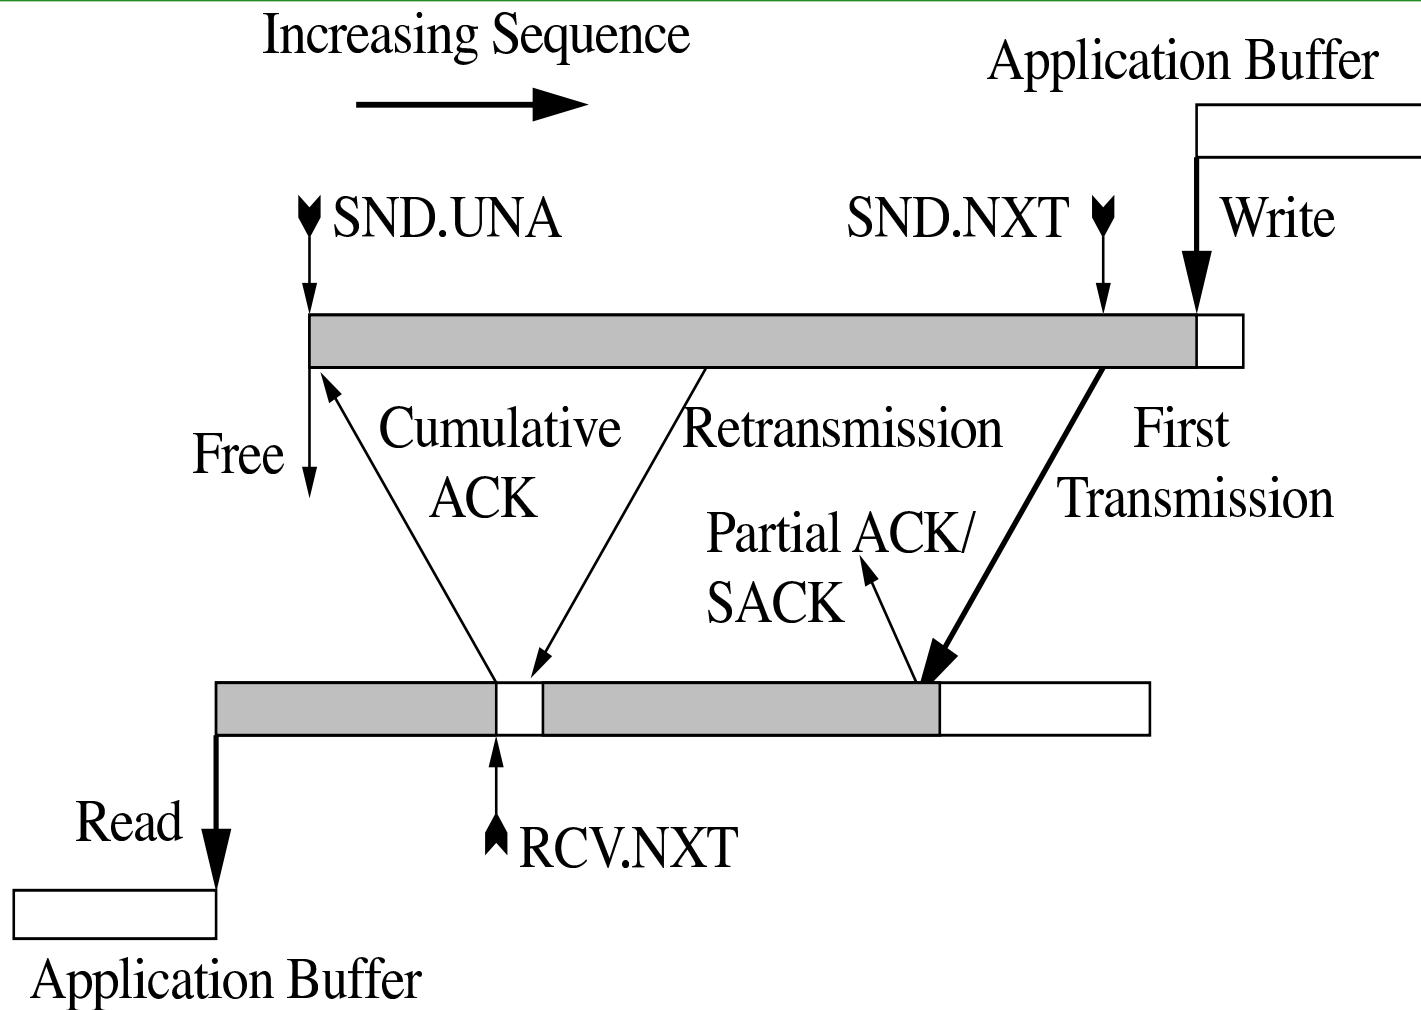 Increasing Sequence
Application Buffer
SND.UNA
SND.NXT
Write
Free
Cumulative
ACK
Retransmission
First
Transmission
Partial ACK/
SACK
Read
RCV.NXT
Application Buffer